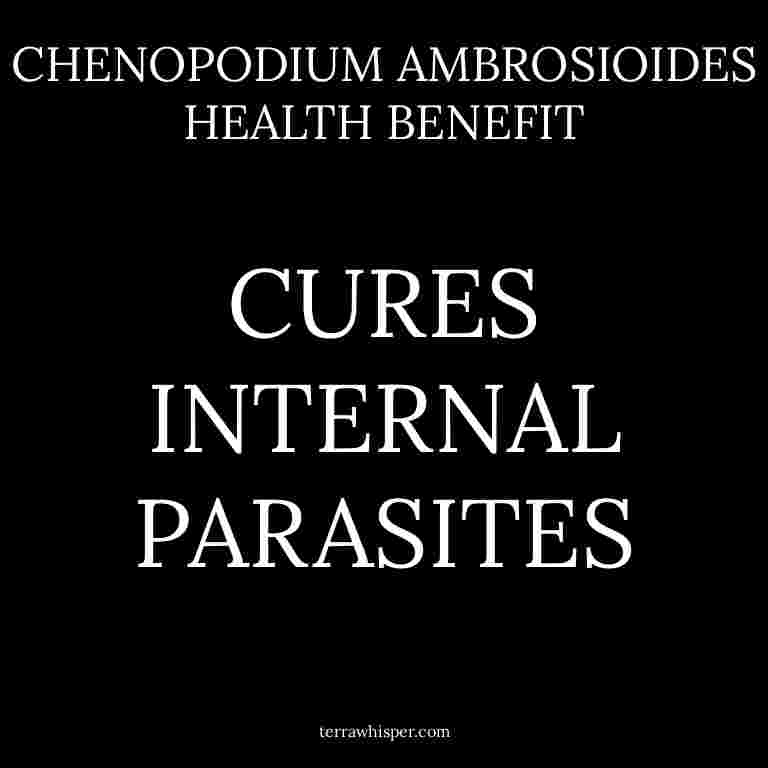 CHENOPODIUM AMBROSIOIDES
HEALTH BENEFIT
CURES
INTERNAL
PARASITES
terrawhisper.com